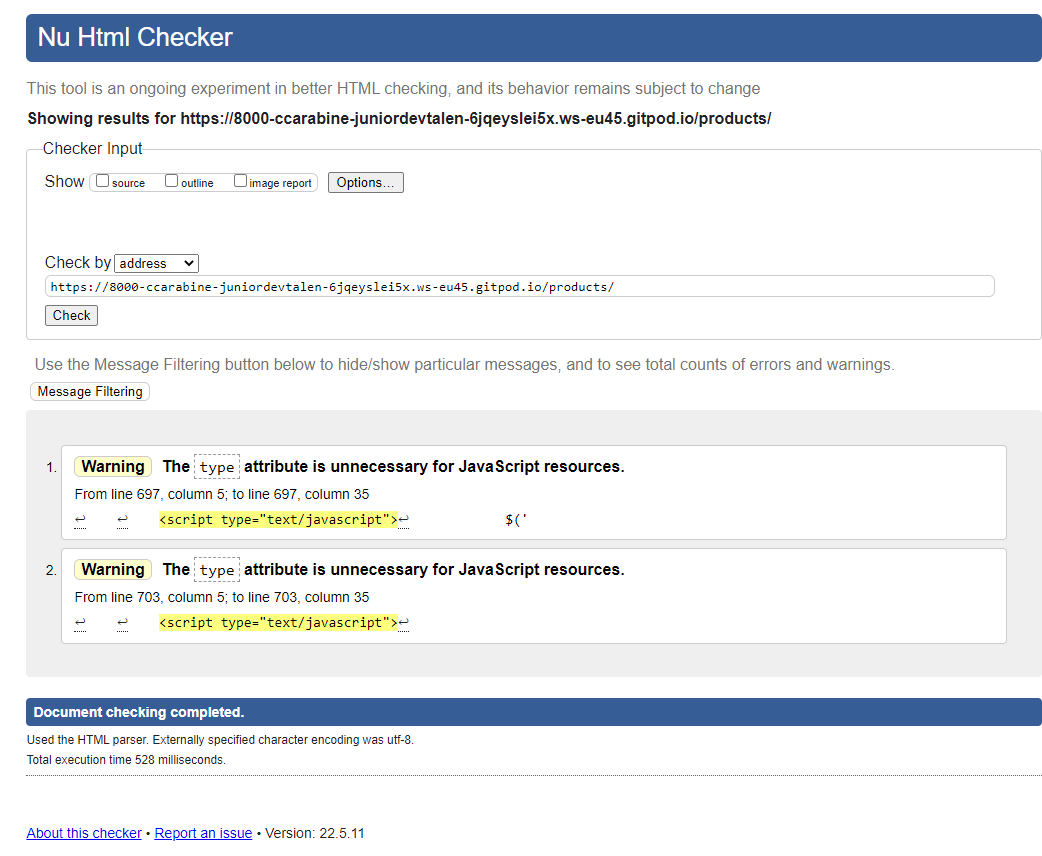 Nu Html Checker
This tool is an ongoing experiment in better HTML checking, and its behavior remains subject to change
Showing results for https://8000-ccarabine-juniordevtalen-6jqeyslei5x.ws-eu45.gitpod.io/products/
Checker Input
Show source outline image report Options...
Check by address
https://8000-ccarabine-juniordevtalen-6jqeyslei5x.ws-eu45.gitpod.io/products/
Check
Use the Message Filtering button below to hide/show particular messages, and to see total counts of errors and warnings.
Message Filtering
1. Warning The type attribute is unnecessary for JavaScript resources.
From line 697, column 5; to line 697, column 35
↩ ↩ <script type="text/javascript">↩ $('
2. Warning The type attribute is unnecessary for JavaScript resources.
From line 703, column 5; to line 703, column 35
↩ ↩ <script type="text/javascript">↩
Document checking completed.
Used the HTML parser. Externally specified character encoding was utf-8.
Total execution time 528 milliseconds.
About this checker • Report an issue • Version: 22.5.11